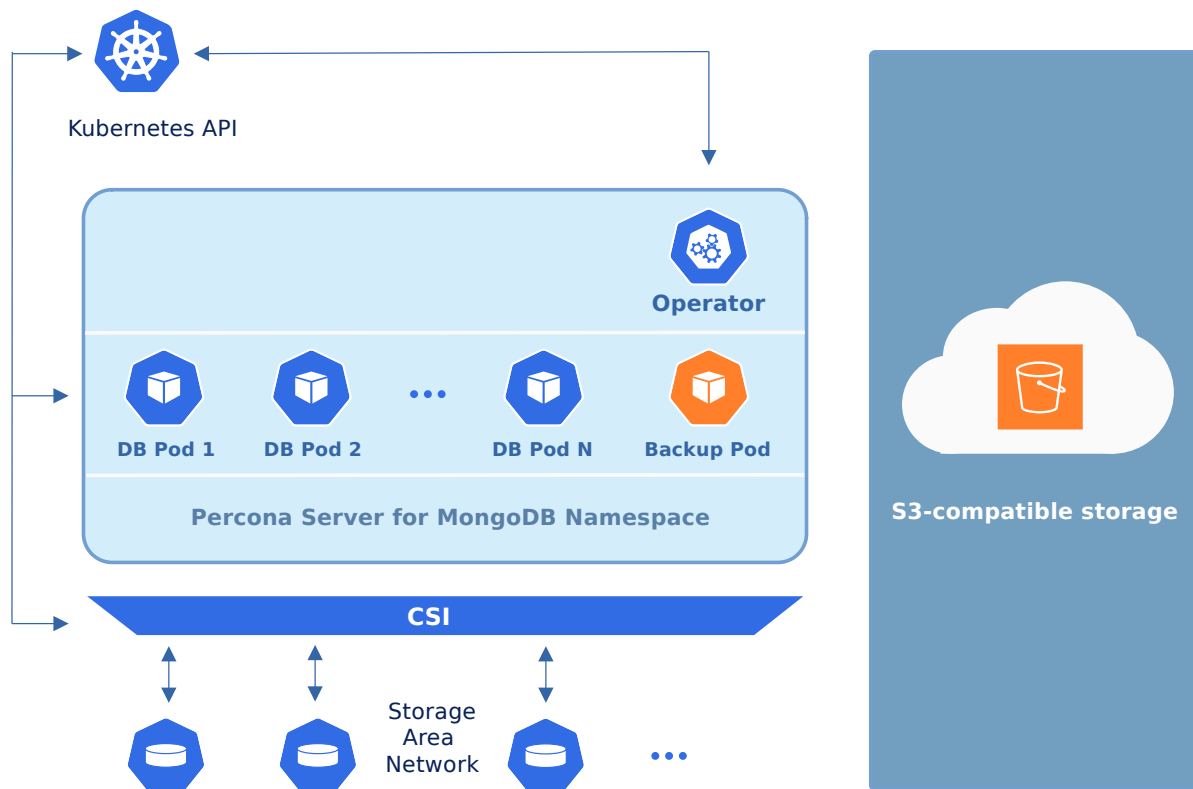 Kubernetes API
Operator
DB Pod 1
DB Pod 2
DB Pod N
Backup Pod
Percona Server for MongoDB Namespace
S3-compatible storage
CSI
Storage
Area
Network